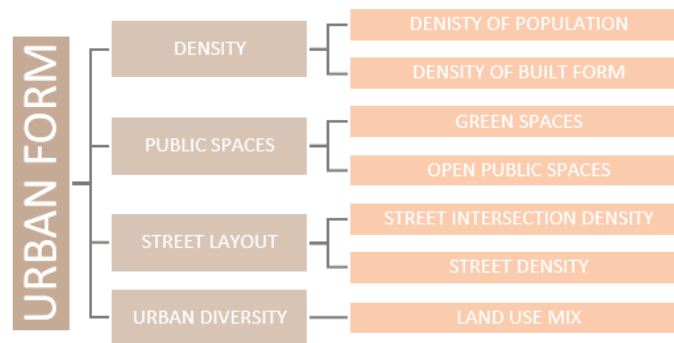 URBAN FORM
DENSITY
DENISTY OF POPULATION
DENSITY OF BUILT FORM
PUBLIC SPACES
GREEN SPACES
OPEN PUBLIC SPACES
STREET LAYOUT
STREET INTERSECTION DENSITY
STREET DENSITY
URBAN DIVERSITY
LAND USE MIX